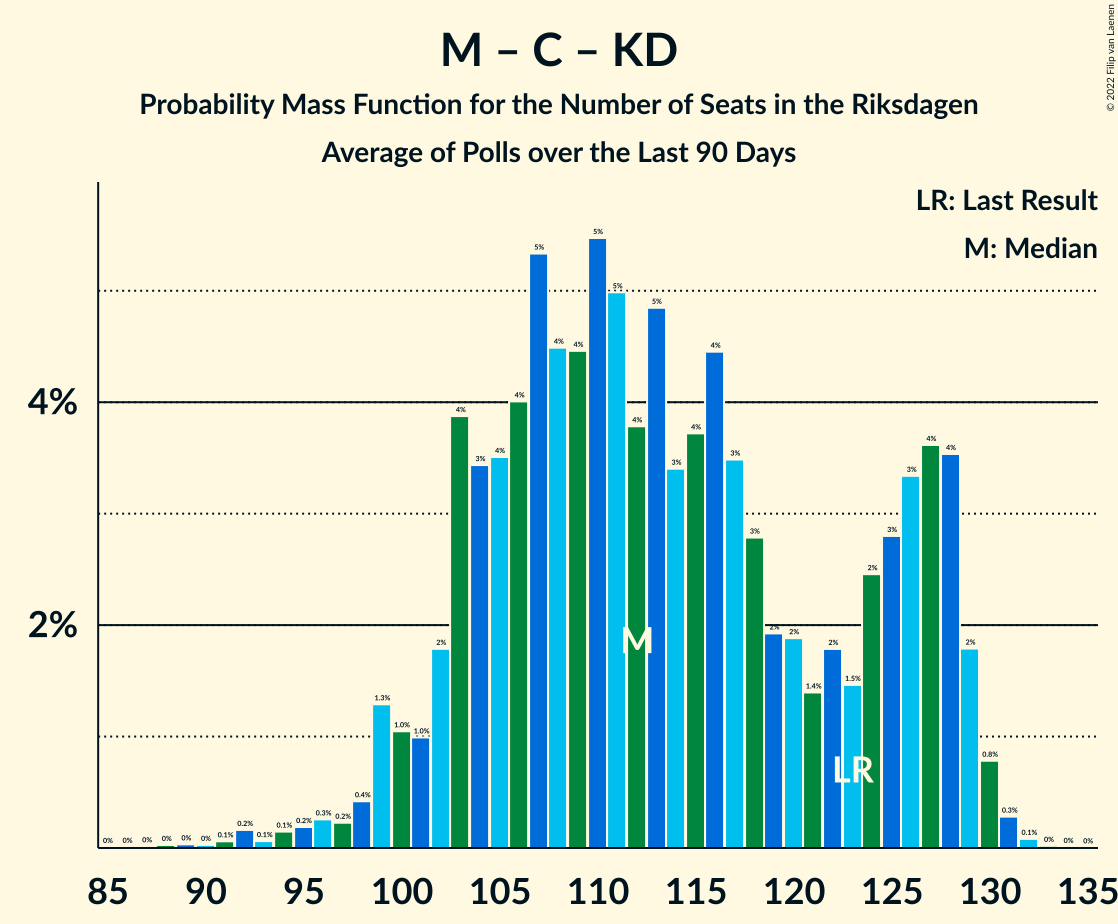 M – C – KD
Probability Mass Function for the Number of Seats in the Riksdagen
Average of Polls over the Last 90 Days
© 2022 Filip van Laenen
LR: Last Result
M: Median
4%
2%
0% 0% 0% 0% 0% 0% 0.1% 0.2% 0.1% 0.1% 0.2% 0.3% 0.2% 0.4% 1.3% 1.0% 1.0% 2% 4% 3% 4% 4% 5% 4% 4% 5% 5% 4% 5% 3% 4% 4% 3% 3% 2% 2% 1.4% 2% 1.5% 2% 3% 3% 4% 4% 2% 0.8% 0.3% 0.1% 0% 0% 0%
M
LR
85 90 95 100 105 110 115 120 125 130 135